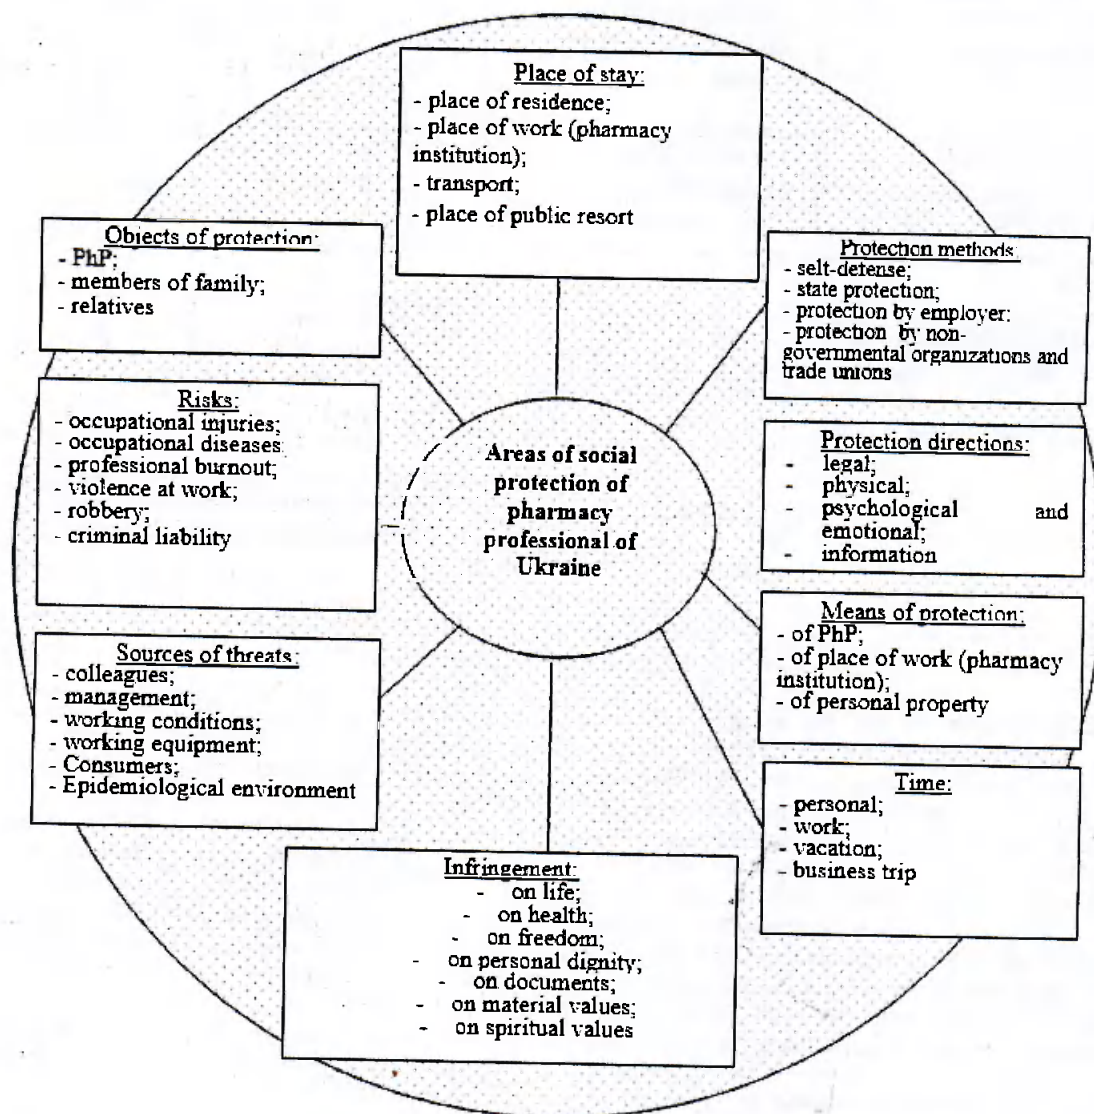 Place of stay:
- place of residence;
- place of work (pharmacy
institution);
- transport;
- place of public resort
Objects of protection:
- PhP;
- members of family;
- relatives
Protection methods:
- self-defense;
- state protection;
- protection by employer;
- protection by non-
governmental organizations and
trade unions
Risks:
- occupational injuries;
- occupational diseases;
- professional burnout;
- violence at work;
- robbery;
- criminal liability
Areas of social
protection of
pharmacy
professional of
Ukraine
Protection directions:
- legal;
- physical;
- psychological and
emotional;
- information
Means of protection:
- of PhP;
- of place of work (pharmacy
institution);
- of personal property
Sources of threats:
- colleagues;
- management;
- working conditions;
- working equipment;
- Consumers;
- Epidemiological environment
Time:
- personal;
- work;
- vacation;
- business trip
Infringement:
- on life;
- on health;
- on freedom;
- on personal dignity;
- on documents;
- on material values;
- on spiritual values